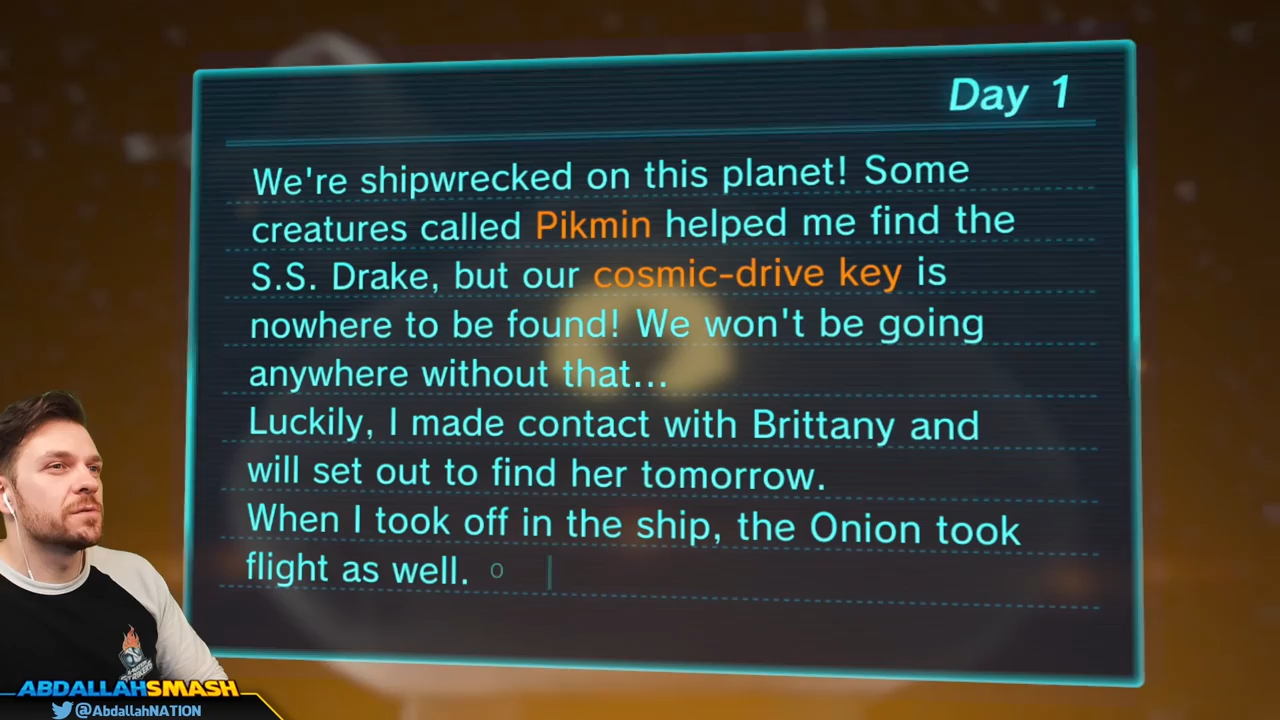 Day 1
We're shipwrecked on this planet! Some
creatures called Pikmin helped me find the
S.S. Drake, but our cosmic-drive key is
nowhere to be found! We won't be going
anywhere without that...
Luckily, I made contact with Brittany and
will set out to find her tomorrow.
When I took off in the ship, the Onion took
flight as well.
ABDALLAHSMASH
@AbdallahNATION